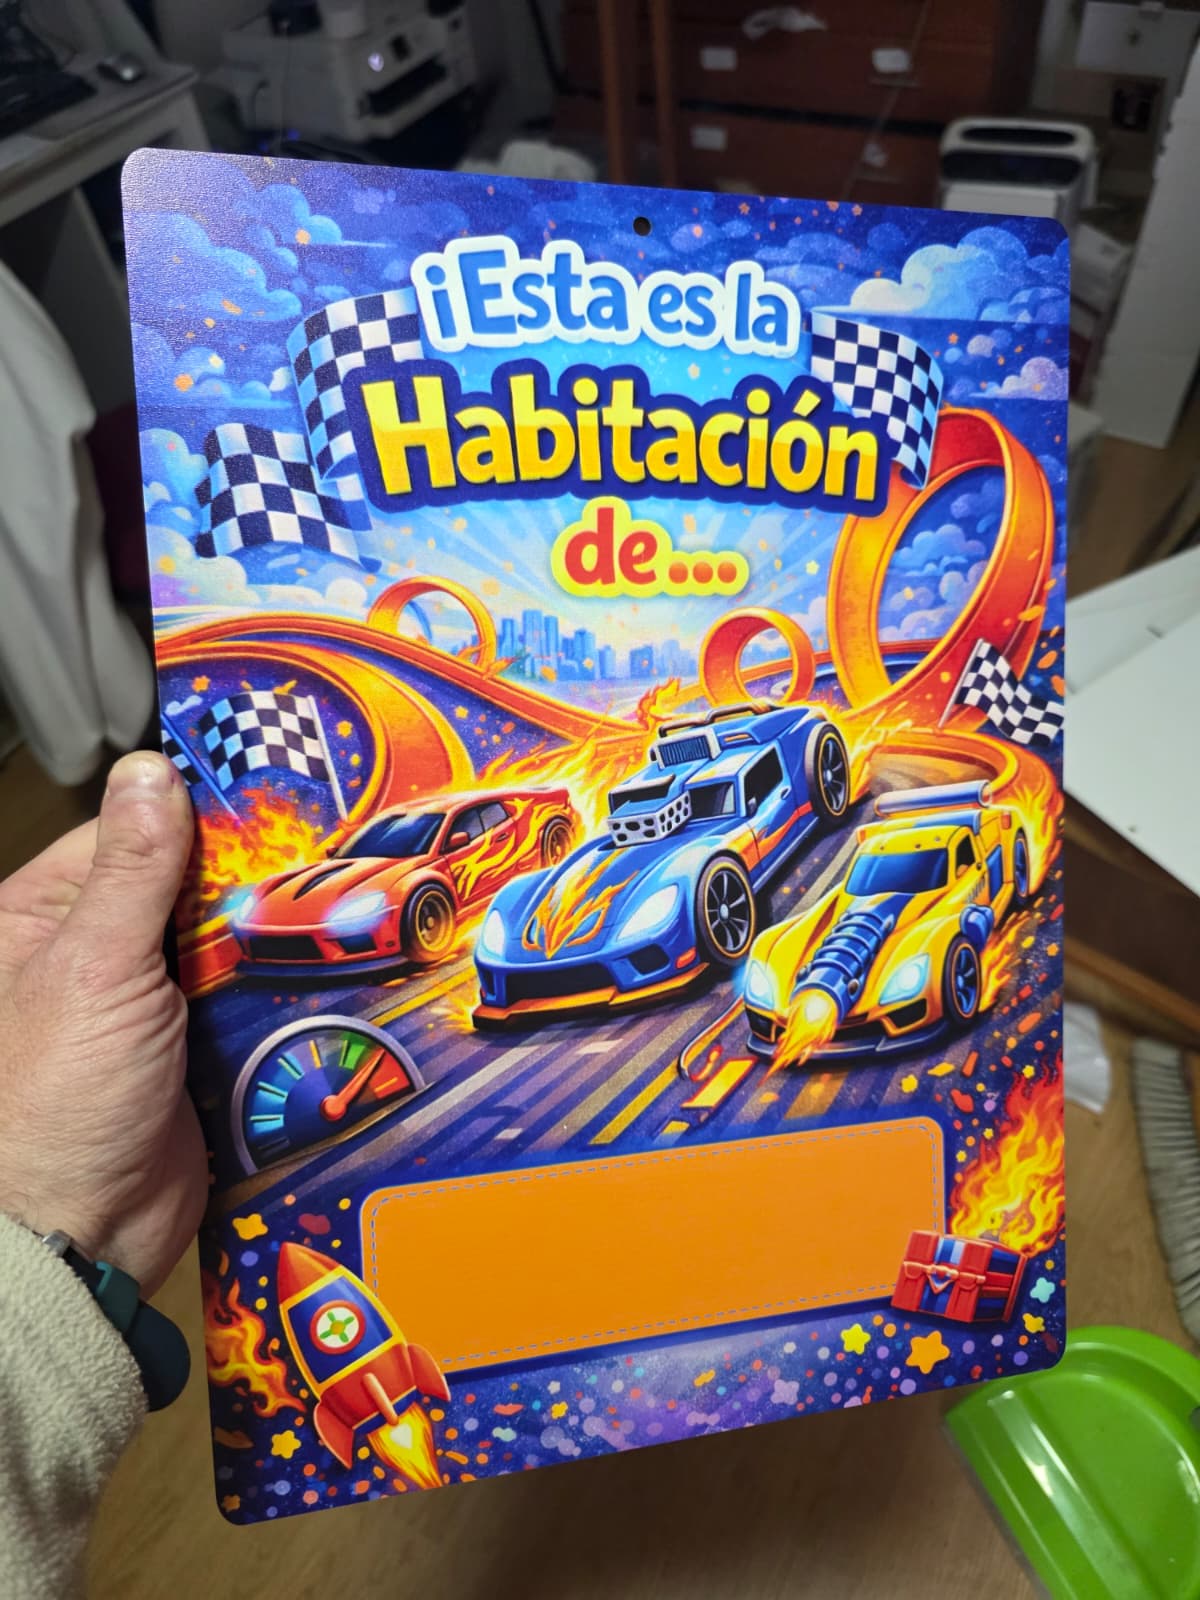 ¡Esta es la
Habitación
de...